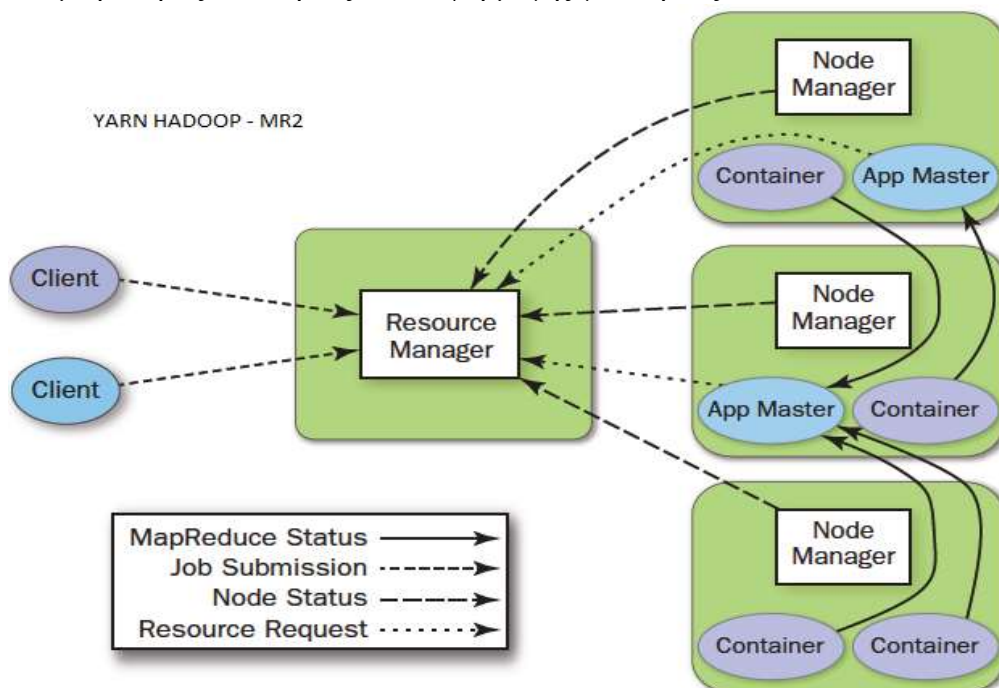 Node
Manager
YARN HADOOP - MR2
Container
App Master
Client
Resource
Manager
Node
Manager
Client
App Master
Container
MapReduce Status
Job Submission
Node Status
Resource Request
Node
Manager
Container
Container